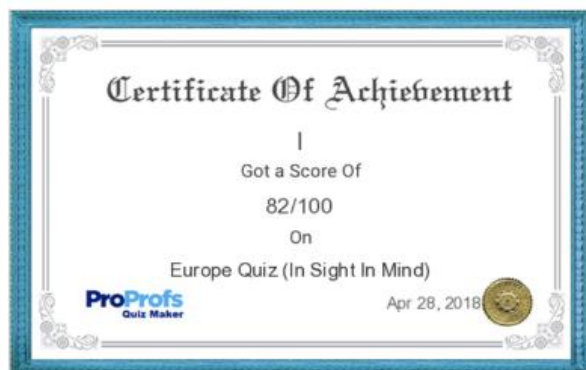 Certificate Of Achievement
I
Got a Score Of
82/100
On
Europe Quiz (In Sight In Mind)
ProProfs
Quiz Maker
Apr 28, 2018